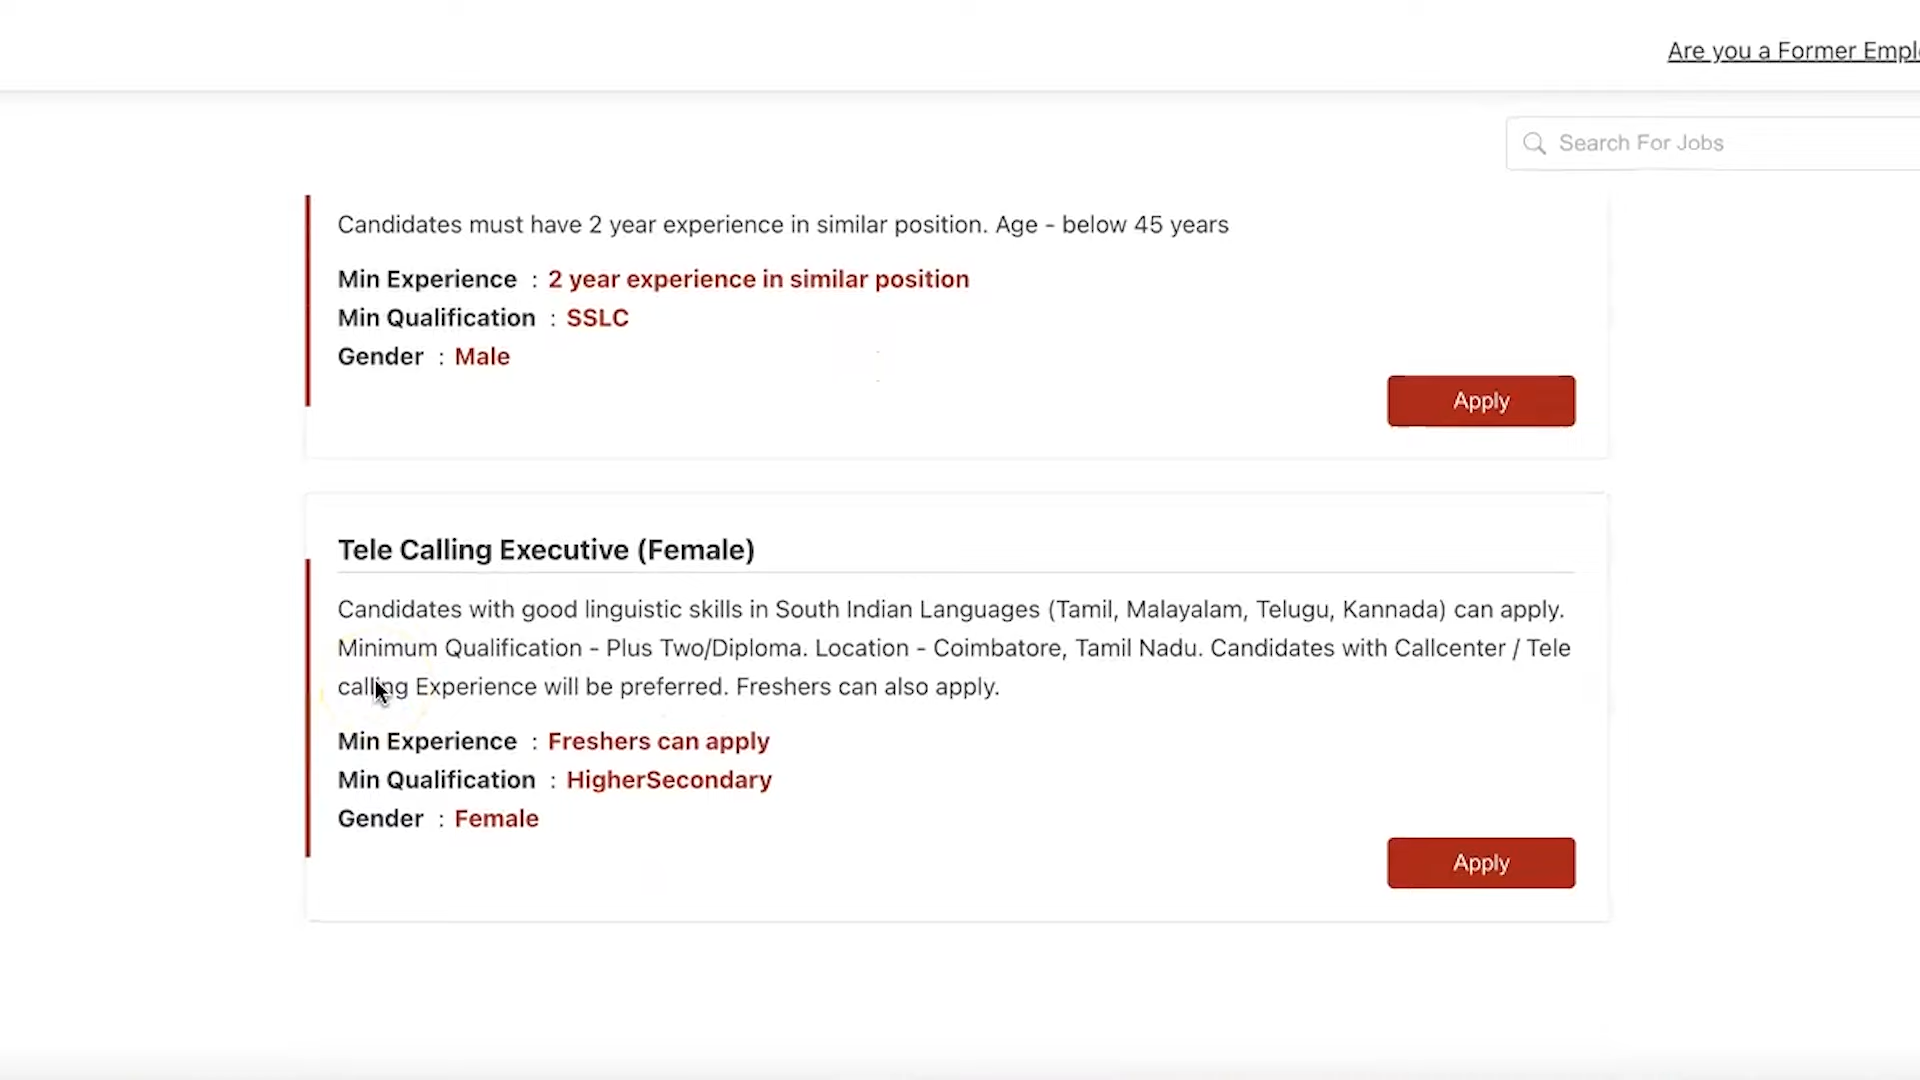 Are you a Former Empl
Search For Jobs
Candidates must have 2 year experience in similar position. Age - below 45 years
Min Experience : 2 year experience in similar position
Min Qualification : SSLC
Gender : Male
Apply
Tele Calling Executive (Female)
Candidates with good linguistic skills in South Indian Languages (Tamil, Malayalam, Telugu, Kannada) can apply.
Minimum Qualification - Plus Two/Diploma. Location - Coimbatore, Tamil Nadu. Candidates with Callcenter / Tele
calling Experience will be preferred. Freshers can also apply.
Min Experience : Freshers can apply
Min Qualification : HigherSecondary
Gender : Female
Apply